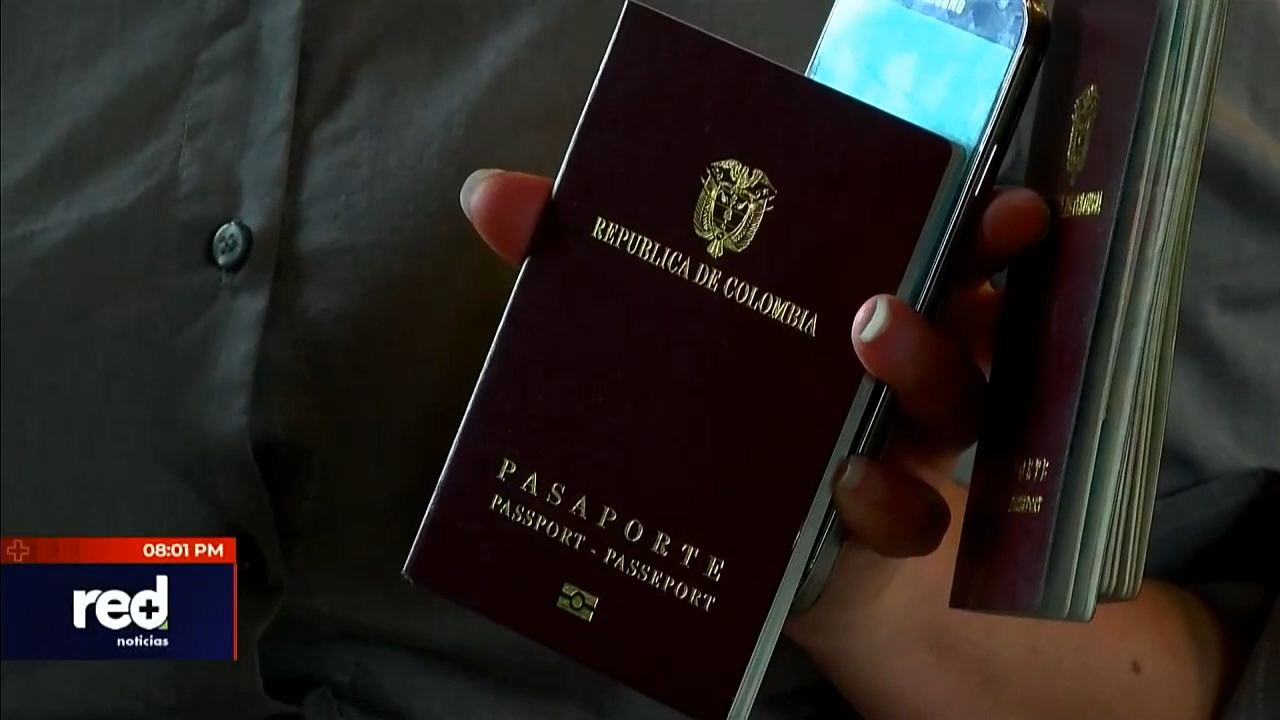 REPUBLICA DE COLOMBIA
PASAPORTE
PASSPORT - PASSEPORT
08:01 PM
red+
noticias